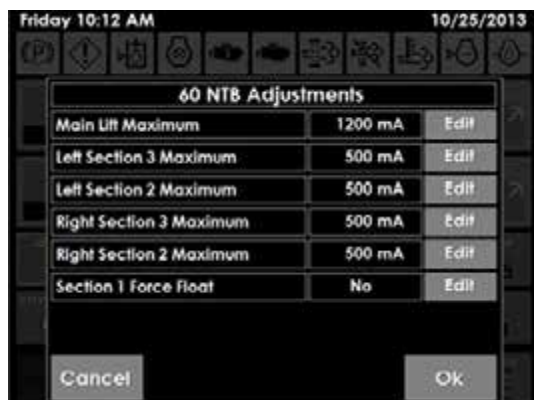 Friday 10:12 AM 10/25/2013
(P)
60 NTB Adjustments
Main Lift Maximum 1200 mA Edit
Left Section 3 Maximum 500 mA Edit
Left Section 2 Maximum 500 mA Edit
Right Section 3 Maximum 500 mA Edit
Right Section 2 Maximum 500 mA Edit
Section 1 Force Float No Edit
Cancel Ok